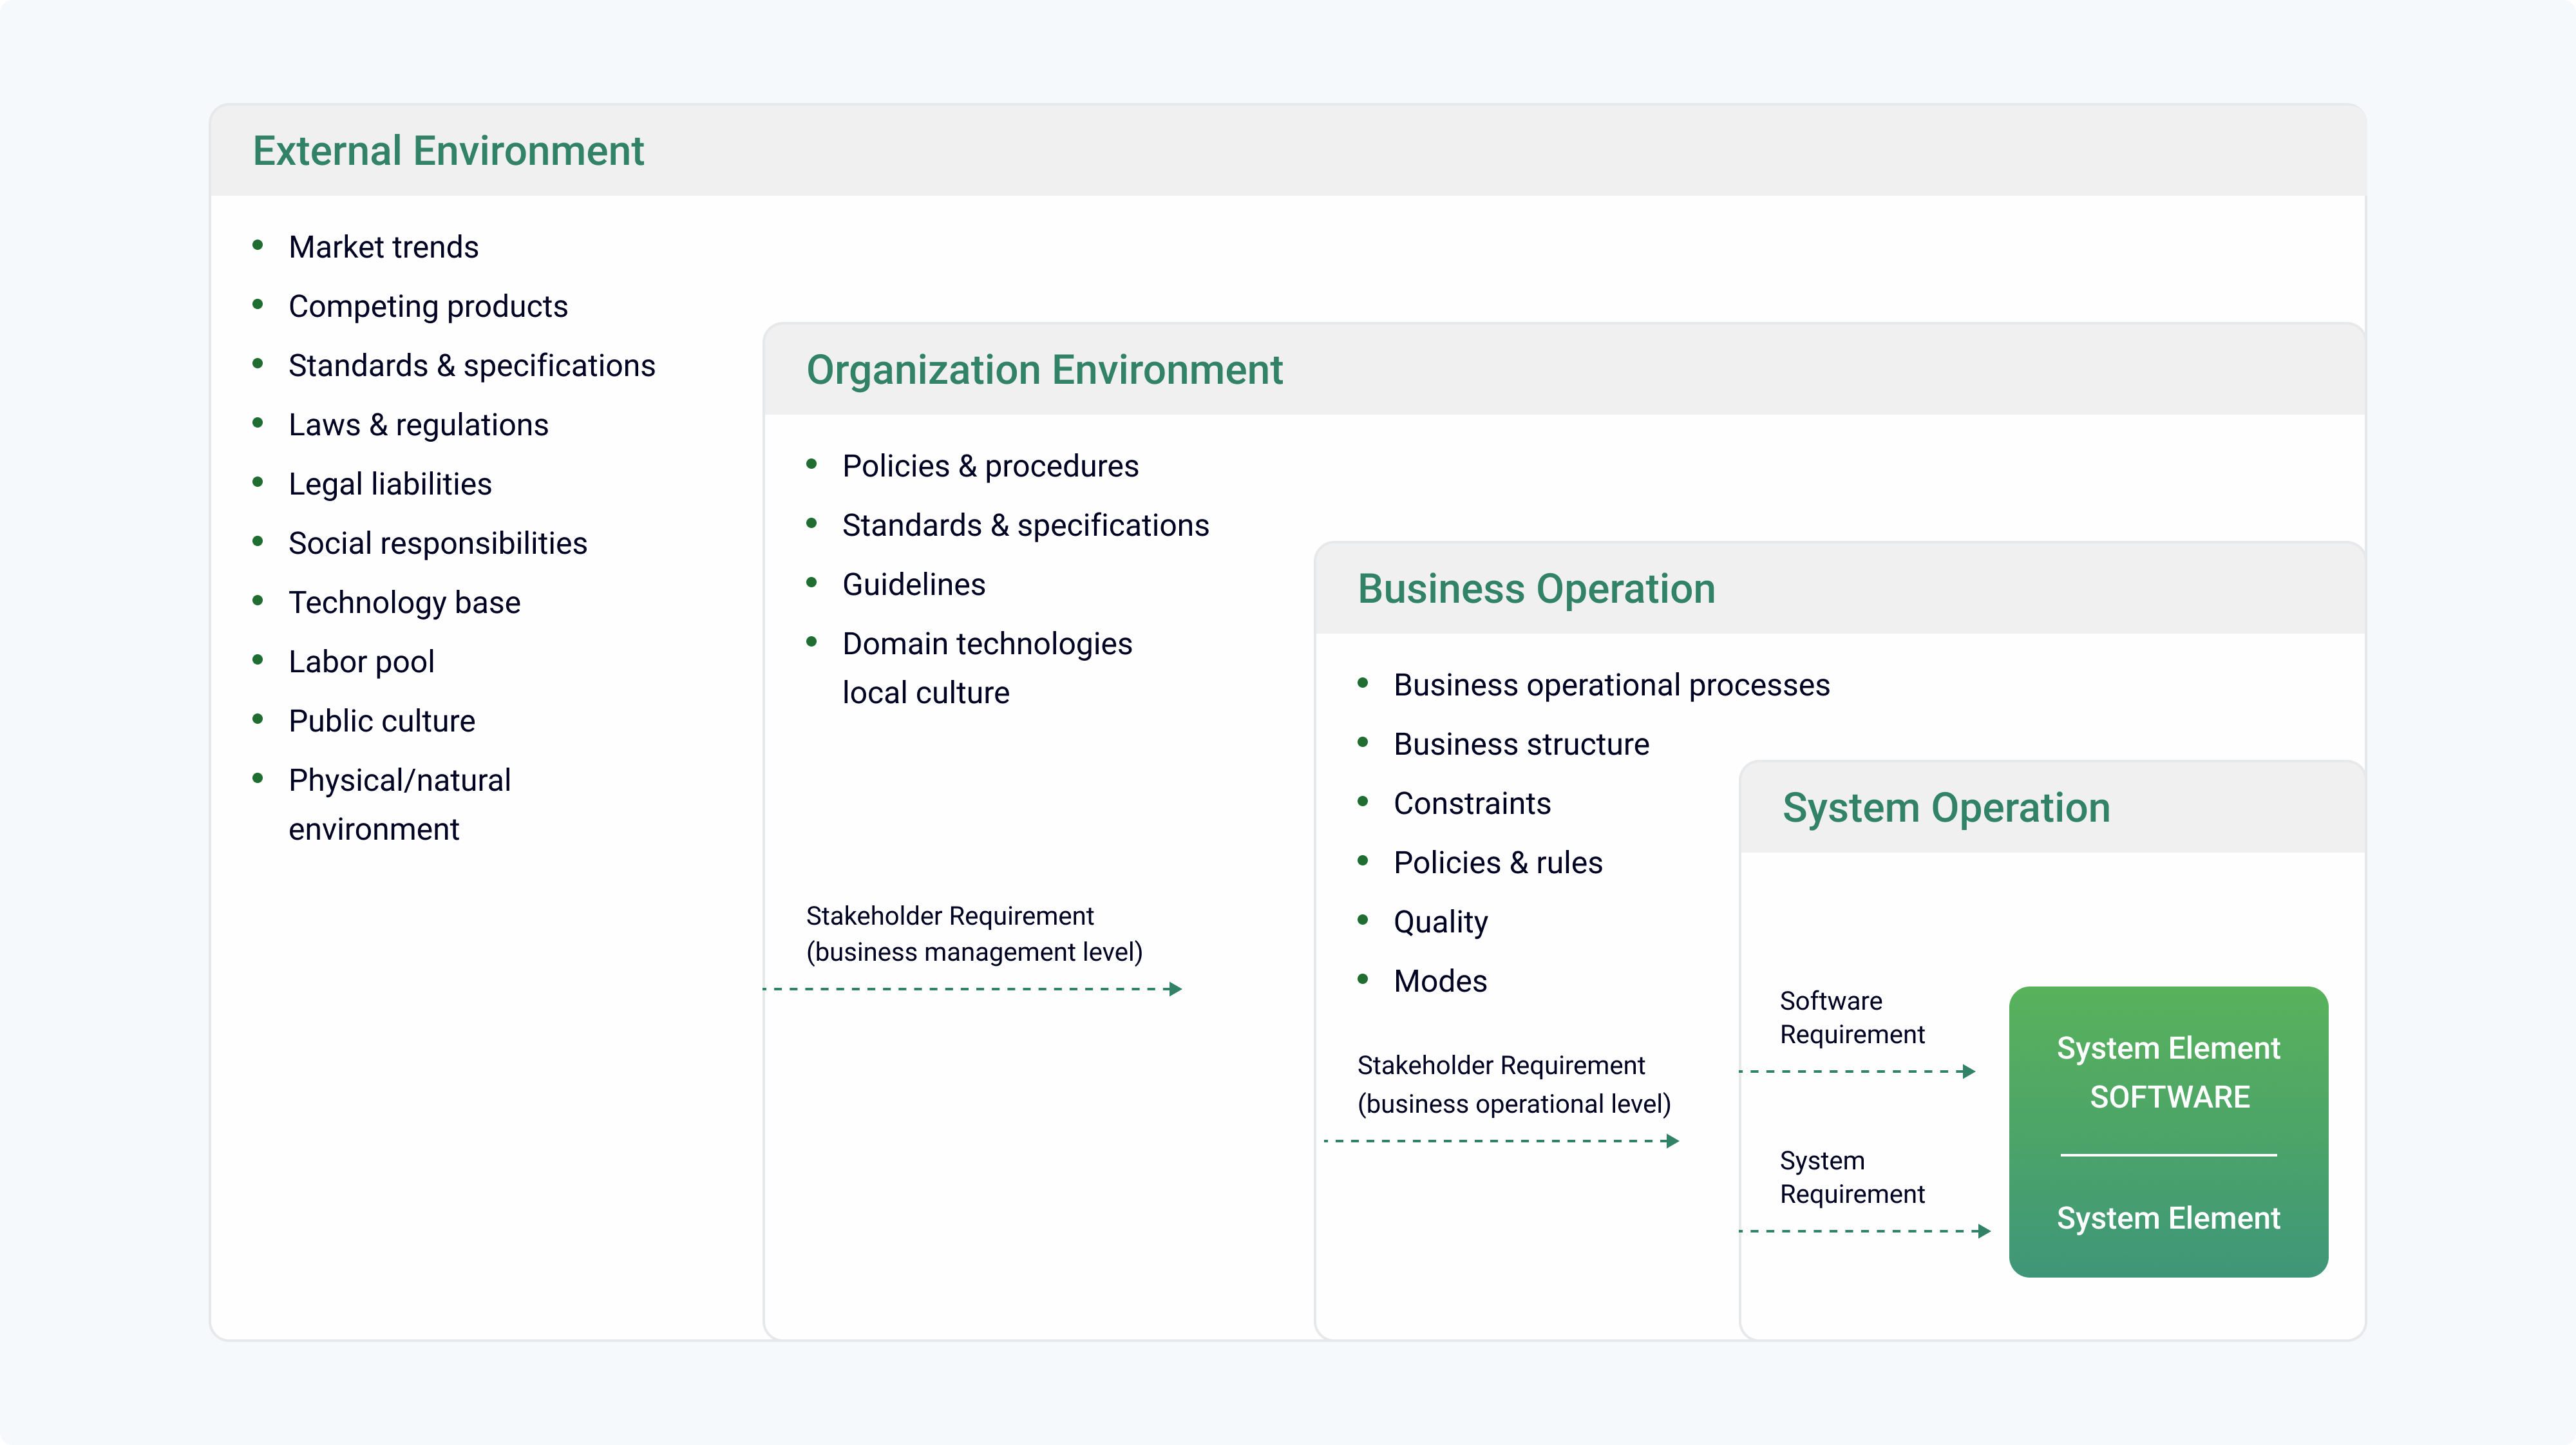 External Environment
Market trends
Competing products
Standards & specifications
Laws & regulations
Legal liabilities
Social responsibilities
Technology base
Labor pool
Public culture
Physical/natural
environment
Organization Environment
Policies & procedures
Standards & specifications
Guidelines
Domain technologies
local culture
Stakeholder Requirement
(business management level)
Business Operation
Business operational processes
Business structure
Constraints
Policies & rules
Quality
Modes
Stakeholder Requirement
(business operational level)
System Operation
Software
Requirement
System
Requirement
System Element
SOFTWARE
System Element